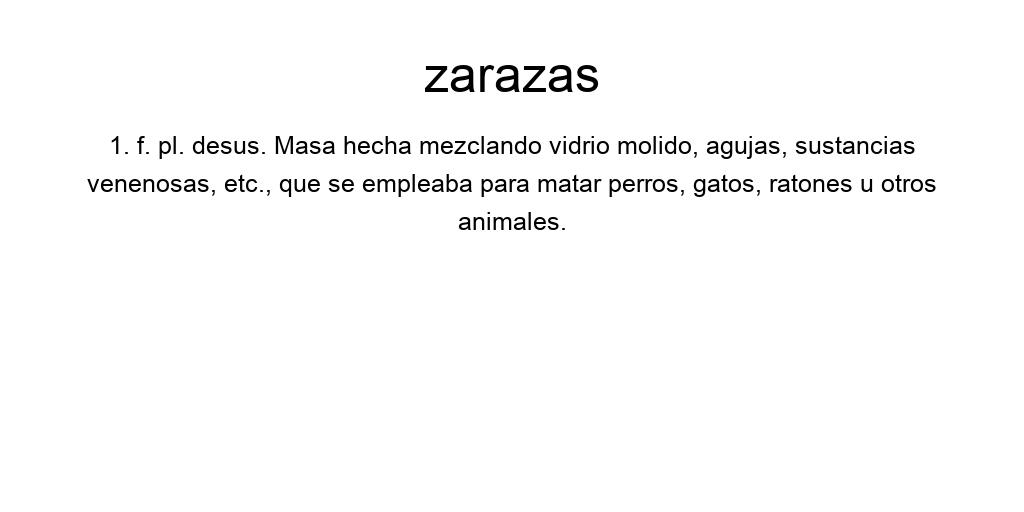 zarazas
1. f. pl. desus. Masa hecha mezclando vidrio molido, agujas, sustancias
venenosas, etc., que se empleaba para matar perros, gatos, ratones u otros
animales.